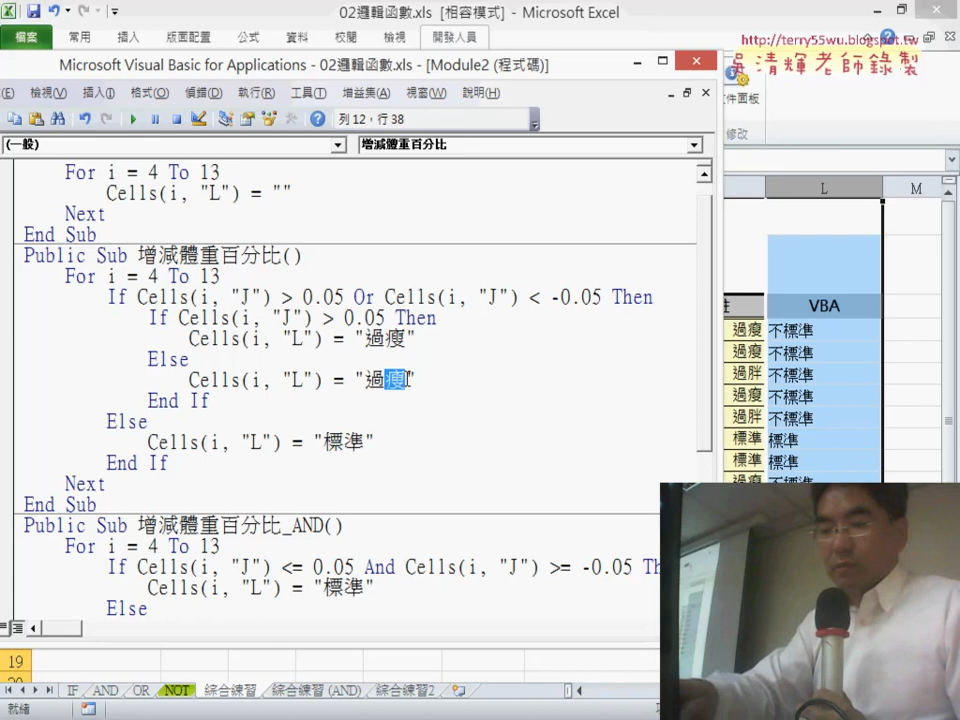 02邏輯函數.xls [相容模式] - Microsoft Excel
檔案 常用 插入 版面配置 公式 資料 校閱 檢視 開發人員
http://terry55wu.blogspot.tw
吳清輝老師錄製
Microsoft Visual Basic for Applications - 02邏輯函數.xls - [Module2 (程式碼)]
(E) 檢視(V) 插入(I) 格式(O) 偵錯(D) 執行(R) 工具(T) 增益集(A) 視窗(W) 說明(H)
件面板
列 12，行 38
修改
(一般) 增減體重百分比
For i = 4 To 13
Cells(i, "L") = ""
Next
End Sub
Public Sub 增減體重百分比()
For i = 4 To 13
If Cells(i, "J") > 0.05 Or Cells(i, "J") < -0.05 Then
If Cells(i, "J") > 0.05 Then
Cells(i, "L") = "過瘦"
Else
Cells(i, "L") = "過瘦"
End If
Else
Cells(i, "L") = "標準"
End If
Next
End Sub
Public Sub 增減體重百分比_AND()
For i = 4 To 13
If Cells(i, "J") <= 0.05 And Cells(i, "J") >= -0.05 Th
Cells(i, "L") = "標準"
Else
L M
VBA
過瘦 不標準
過瘦 不標準
過胖 不標準
過瘦 不標準
過胖 不標準
標準 標準
標準 標準
19
IF AND OR NOT 綜合練習 綜合練習 (AND) 綜合練習2
就緒